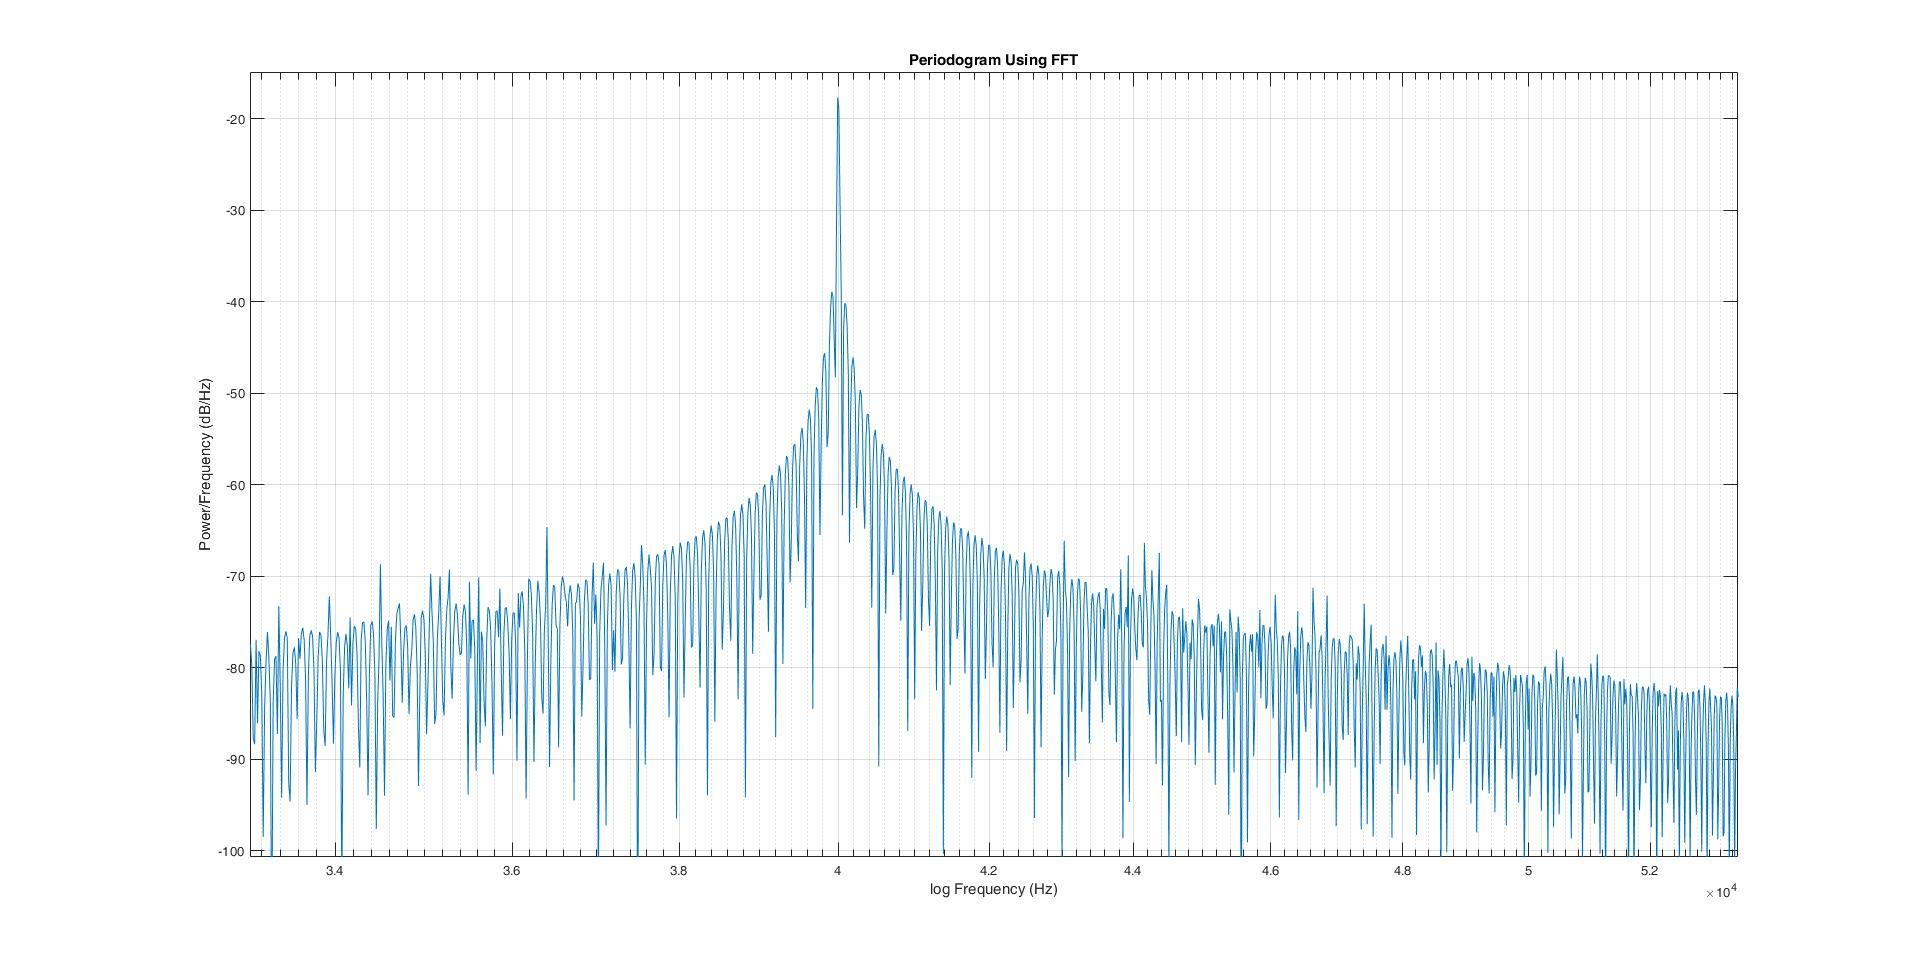 Periodogram Using FFT
-20
-30
-40
-50
-60
-70
-80
-90
-100
Power/Frequency (dB/Hz)
3.4 3.6 3.8 4 4.2 4.4 4.6 4.8 5 5.2
log Frequency (Hz)
×10⁴